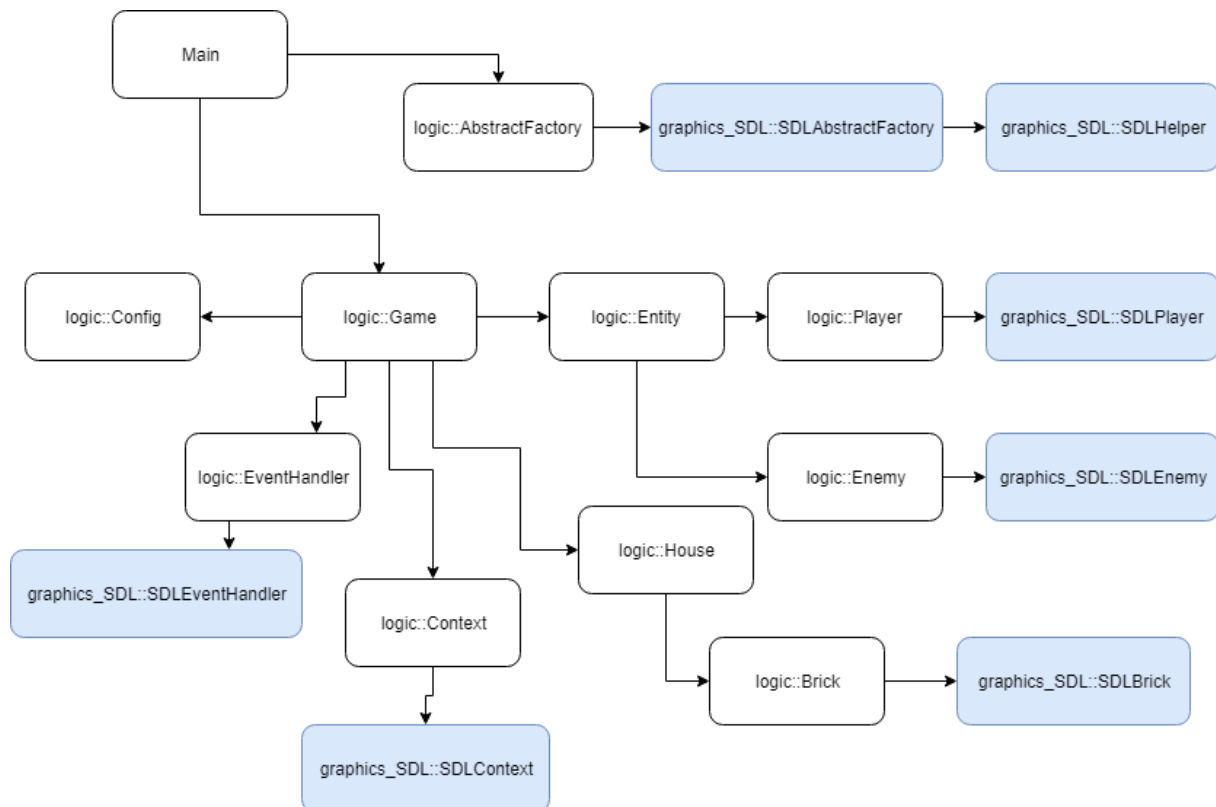 Main
logic::AbstractFactory
graphics_SDL::SDLAbstractFactory
graphics_SDL::SDLHelper
logic::Config
logic::Game
logic::Entity
logic::Player
graphics_SDL::SDLPlayer
logic::EventHandler
logic::Enemy
graphics_SDL::SDLEnemy
logic::House
graphics_SDL::SDLEventHandler
logic::Context
logic::Brick
graphics_SDL::SDLBrick
graphics_SDL::SDLContext